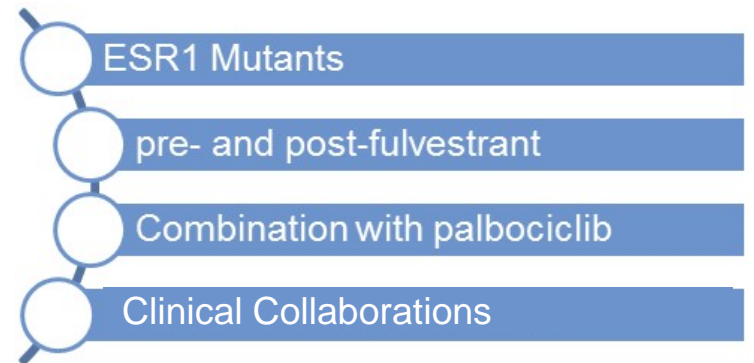 ESR1 Mutants
pre- and post-fulvestrant
Combination with palbociclib
Clinical Collaborations